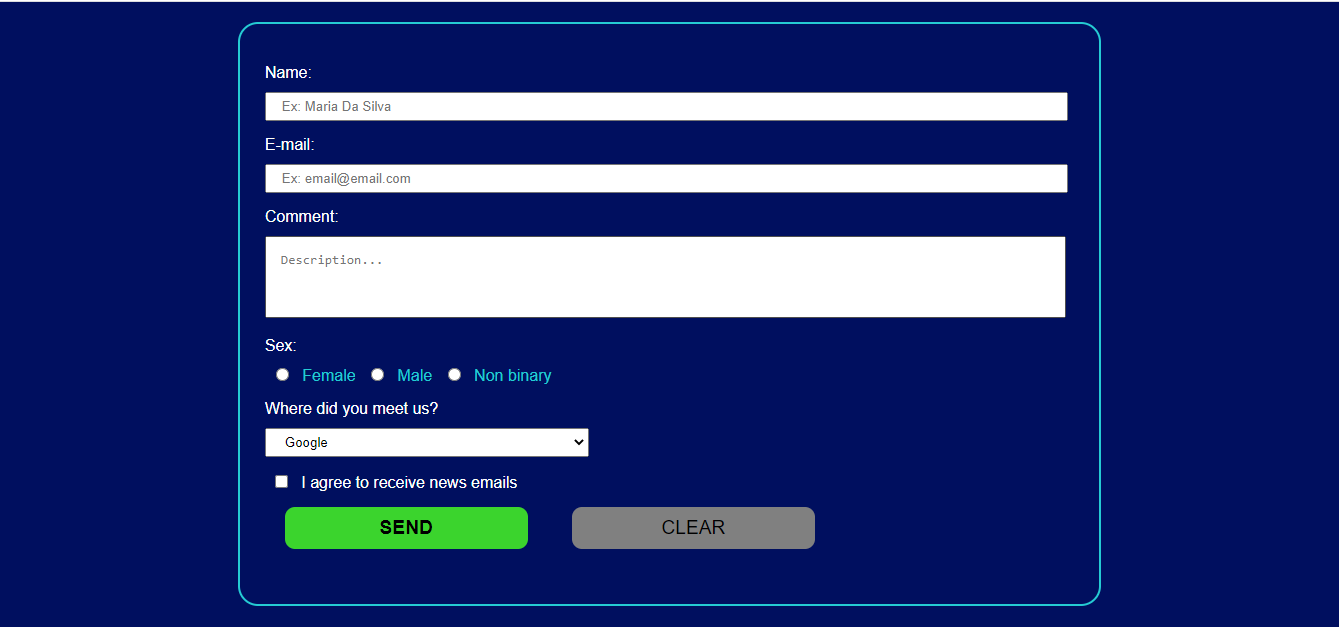 Name:
Ex: Maria Da Silva
E-mail:
Ex: email@email.com
Comment:
Description...
Sex:
Female Male Non binary
Where did you meet us?
Google
I agree to receive news emails
SEND CLEAR